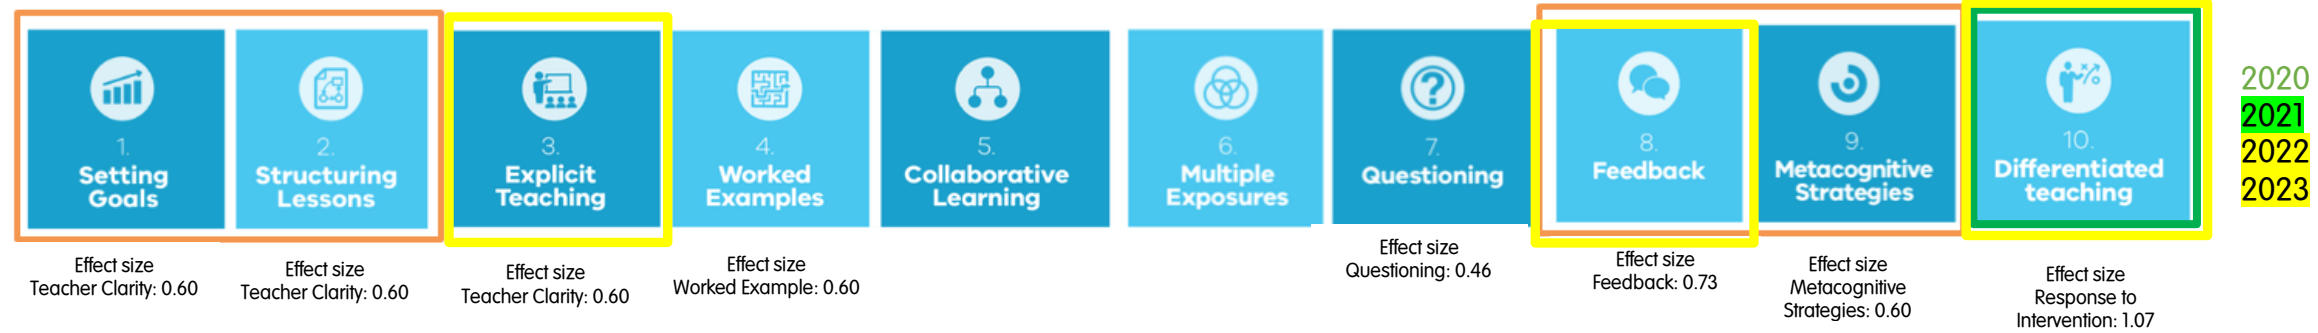 1.
Setting
Goals
2.
Structuring
Lessons
3.
Explicit
Teaching
4.
Worked
Examples
5.
Collaborative
Learning
6.
Multiple
Exposures
7.
Questioning
8.
Feedback
9.
Metacognitive
Strategies
10.
Differentiated
teaching
Effect size
Teacher Clarity: 0.60
Effect size
Teacher Clarity: 0.60
Effect size
Teacher Clarity: 0.60
Effect size
Worked Example: 0.60
Effect size
Questioning: 0.46
Effect size
Feedback: 0.73
Effect size
Metacognitive
Strategies: 0.60
Effect size
Response to
Intervention: 1.07
2020
2021
2022
2023